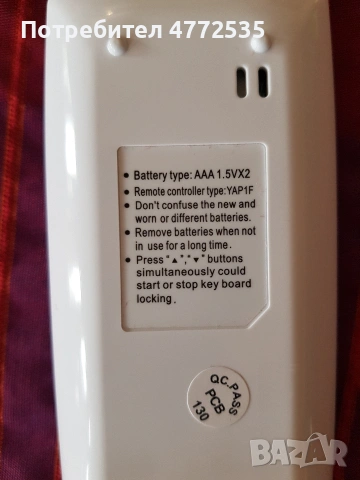 Потребител 4772535
• Battery type: AAA 1.5VX2
• Remote controller type: YAP1F
• Don't confuse the new and
worn or different batteries.
• Remove batteries when not
in use for a long time.
• Press "▲","▼" buttons
simultaneously could
start or stop key board
locking.
QC.PASS
PCB
130
BAZAR